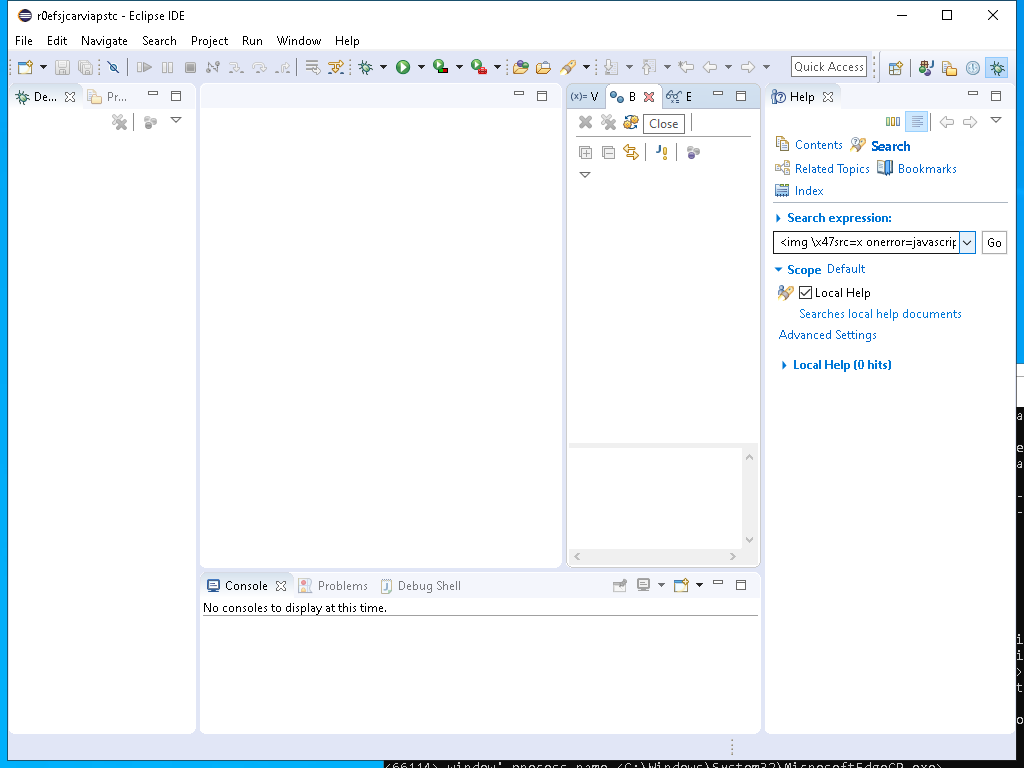 r0efsjcarviapstc - Eclipse IDE
File Edit Navigate Search Project Run Window Help
Quick Access
De... Pr...
(x)= V B E
Close
Help
Contents Search
Related Topics Bookmarks
Index
Search expression:
<img \x47src=x onerror=javascrip
Go
Scope Default
Local Help
Searches local help documents
Advanced Settings
Local Help (0 hits)
Console Problems Debug Shell
No consoles to display at this time.
<66114> window' process name <C:\Windows\System32\MicrosoftEdgeCP.exe>